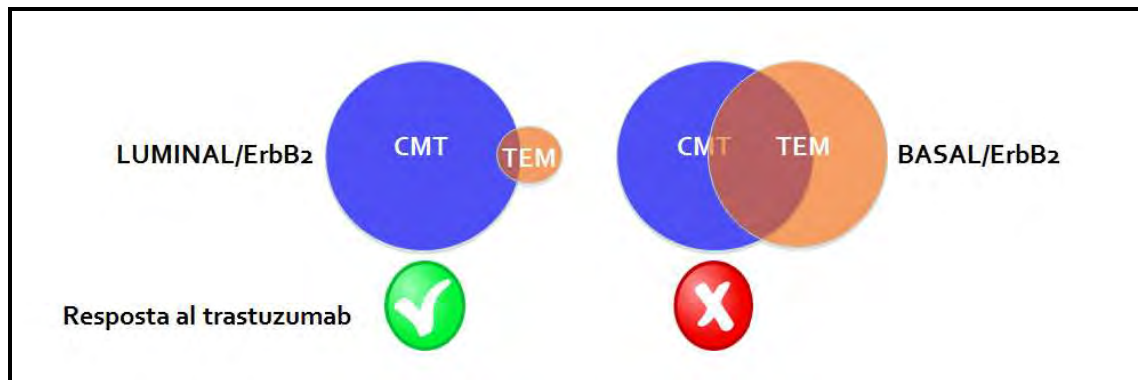 LUMINAL/ErbB2
CMT
TEM
CMT
TEM
BASAL/ErbB2
Resposta al trastuzumab